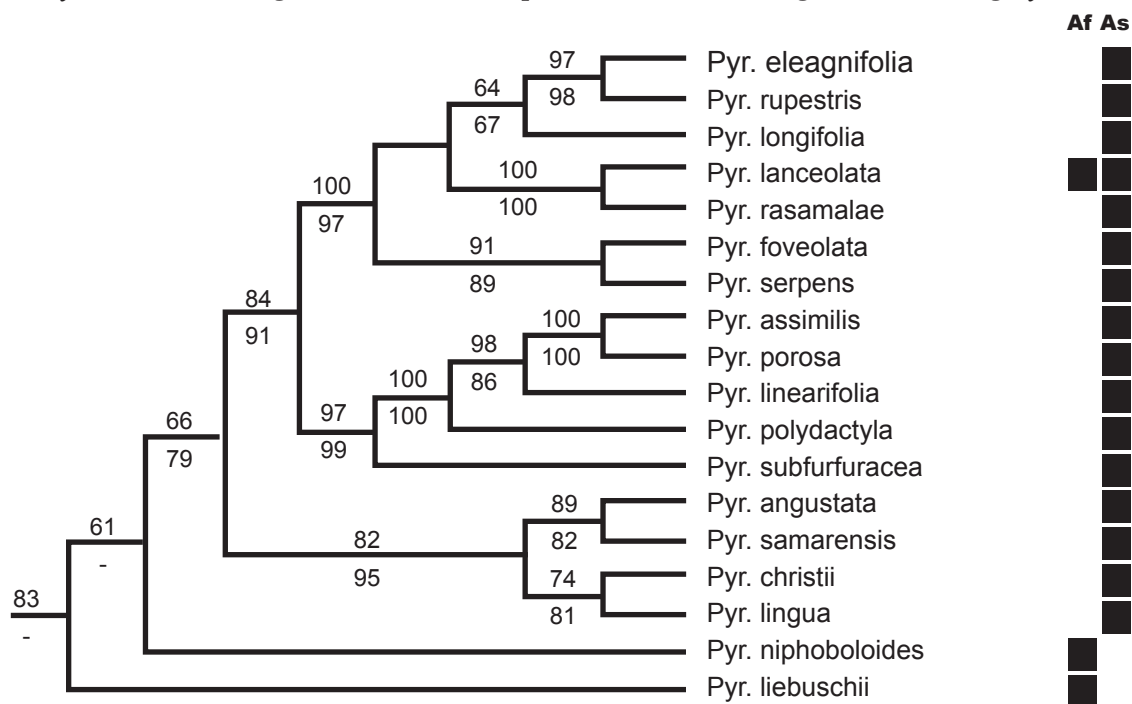 Af As
97
Pyr. eleagnifolia
64
98
Pyr. rupestris
67
Pyr. longifolia
100
Pyr. lanceolata
100
97
100
Pyr. rasamalae
91
Pyr. foveolata
89
Pyr. serpens
84
91
100
Pyr. assimilis
98
100
Pyr. porosa
100
86
Pyr. linearifolia
97
100
Pyr. polydactyla
66
99
79
Pyr. subfurfuracea
89
Pyr. angustata
61
82
82
Pyr. samarensis
-
95
74
Pyr. christii
83
81
Pyr. lingua
-
Pyr. niphoboloides
Pyr. liebuschii